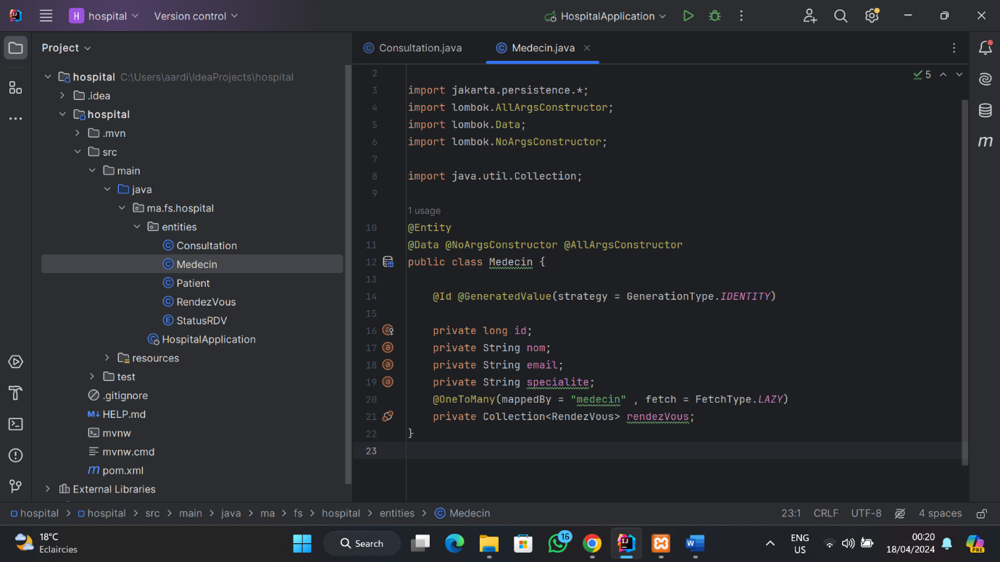 H hospital Version control HospitalApplication
Project
hospital C:\Users\aardi\IdeaProjects\hospital
.idea
hospital
.mvn
src
main
java
ma.fs.hospital
entities
C Consultation
C Medecin
C Patient
C RendezVous
E StatusRDV
C HospitalApplication
resources
test
.gitignore
M↓ HELP.md
mvnw
mvnw.cmd
m pom.xml
External Libraries
C Consultation.java C Medecin.java
5
2
3 import jakarta.persistence.*;
4 import lombok.AllArgsConstructor;
5 import lombok.Data;
6 import lombok.NoArgsConstructor;
7
8 import java.util.Collection;
9
1 usage
10 @Entity
11 @Data @NoArgsConstructor @AllArgsConstructor
12 public class Medecin {
13
14 @Id @GeneratedValue(strategy = GenerationType.IDENTITY)
15
16 private long id;
17 private String nom;
18 private String email;
19 private String specialite;
20 @OneToMany(mappedBy = "medecin" , fetch = FetchType.LAZY)
21 private Collection<RendezVous> rendezVous;
22 }
23
m
hospital > hospital > src > main > java > ma > fs > hospital > entities > C Medecin 23:1 CRLF UTF-8 4 spaces
18°C
Eclaircies
Search
16
ENG
US
00:20
18/04/2024
PRE